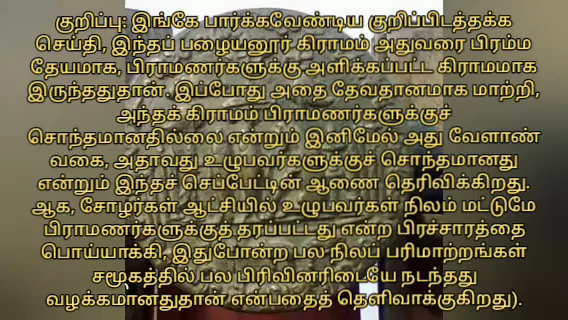 குறிப்பு: இங்கே பார்க்கவேண்டிய குறிப்பிடத்தக்க
செய்தி, இந்தப் பழையனூர் கிராமம் அதுவரை பிரம்ம
தேயமாக, பிராமணர்களுக்கு அளிக்கப்பட்ட கிராமமாக
இருந்ததுதான். இப்போது அதை தேவதானமாக மாற்றி,
அந்தக் கிராமம் பிராமணர்களுக்குச்
சொந்தமானதில்லை என்றும் இனிமேல் அது வேளாண்
வகை, அதாவது உழுபவர்களுக்குச் சொந்தமானது
என்றும் இந்தச் செப்பேட்டின் ஆணை தெரிவிக்கிறது.
ஆக, சோழர்கள் ஆட்சியில் உழுபவர்கள் நிலம் மட்டுமே
பிராமணர்களுக்குத் தரப்பட்டது என்ற பிரச்சாரத்தை
பொய்யாக்கி, இதுபோன்ற பல நிலப் பரிமாற்றங்கள்
சமூகத்தில் பல பிரிவினரிடையே நடந்தது
வழக்கமானதுதான் என்பதைத் தெளிவாக்குகிறது).